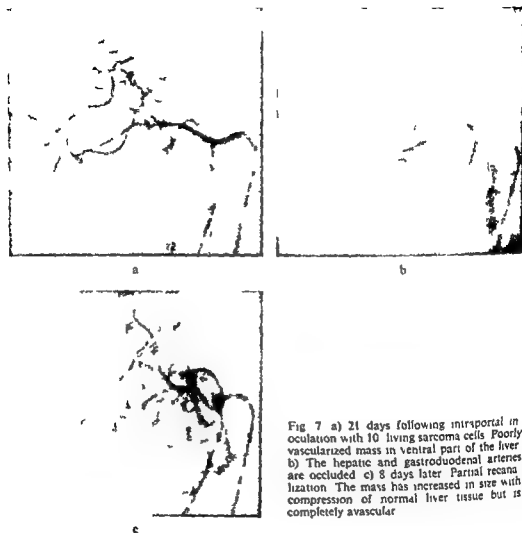 a
b
c
Fig 7 a) 21 days following intraportal in
oculation with 10 living sarcoma cells Poorly
vascularized mass in ventral part of the liver
b) The hepatic and gastroduodenal arteries
are occluded c) 8 days later Partial recana
lization The mass has increased in size with
compression of normal liver tissue but is
completely avascular